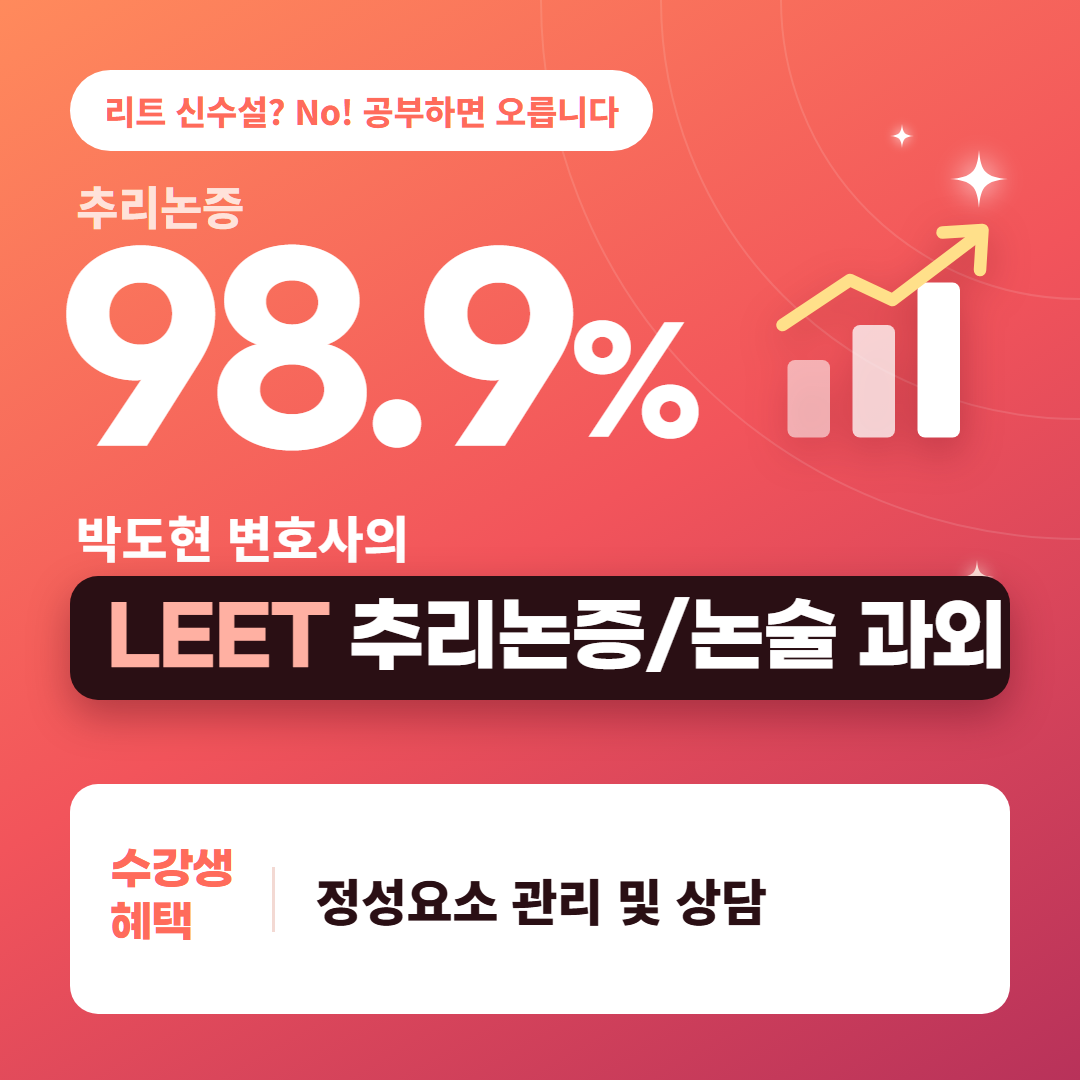 리트 신수설? No! 공부하면 오릅니다
추리논증
98.9%
박도현 변호사의
LEET 추리논증/논술 과외
수강생
혜택
정성요소 관리 및 상담